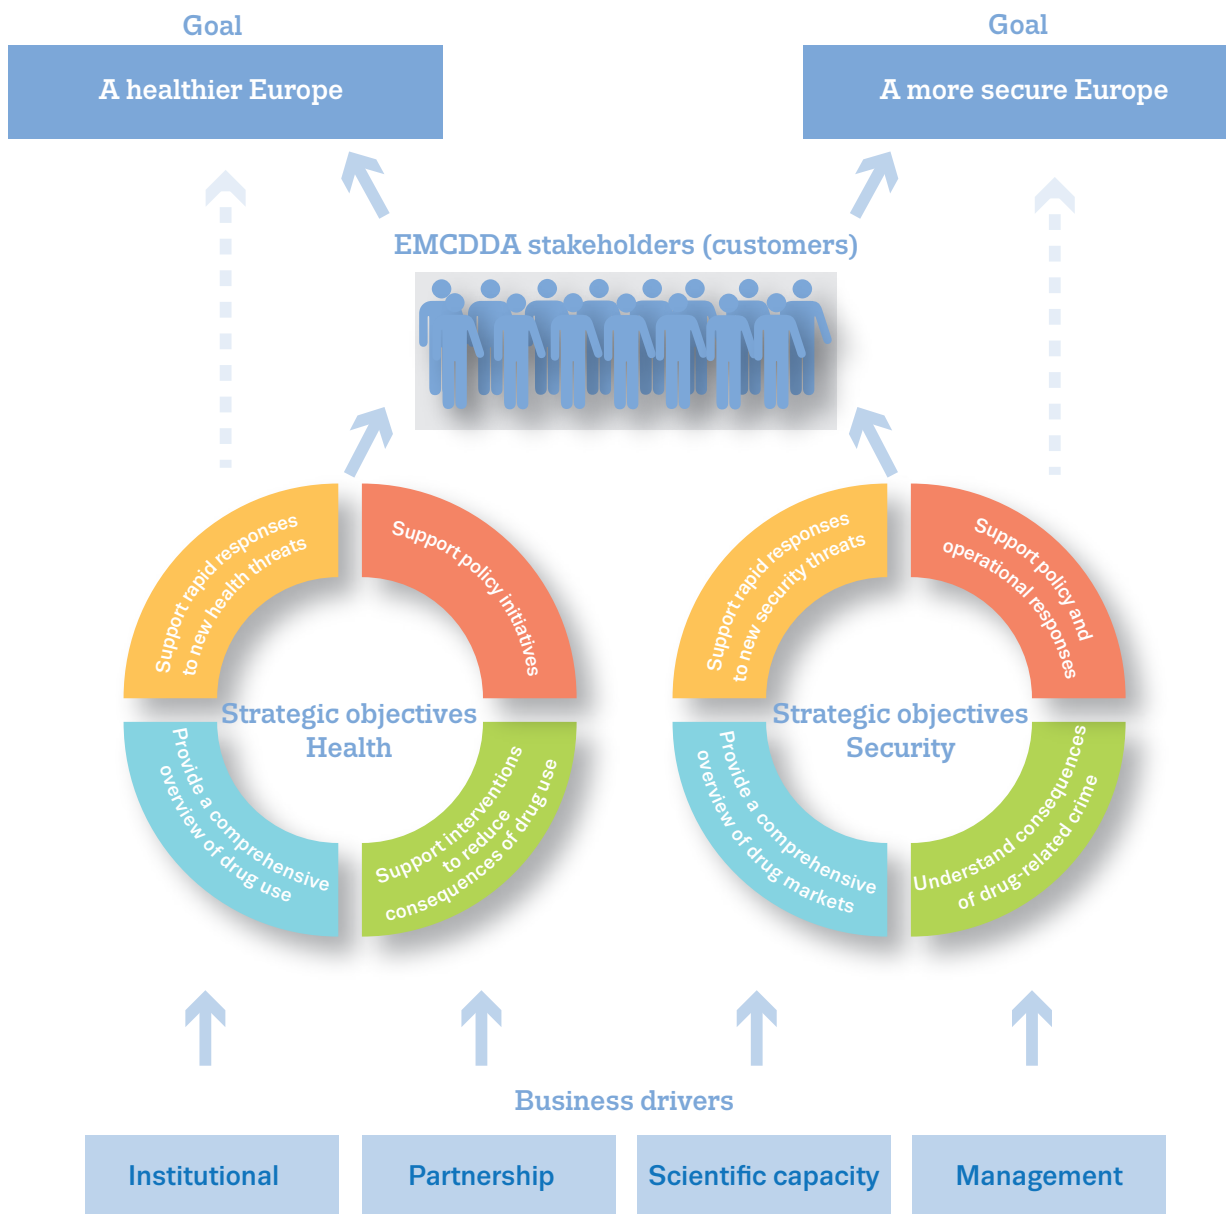 Goal
Goal
A healthier Europe
A more secure Europe
EMCDDA stakeholders (customers)
Support rapid responses
to new health threats
Support policy initiatives
Strategic objectives
Health
Provide a comprehensive
overview of drug use
Support interventions
to reduce
consequences of drug use
Support rapid responses
to new security threats
Support policy and
operational responses
Strategic objectives
Security
Provide a comprehensive
overview of drug markets
Understand consequences
of drug-related crime
Business drivers
Institutional
Partnership
Scientific capacity
Management